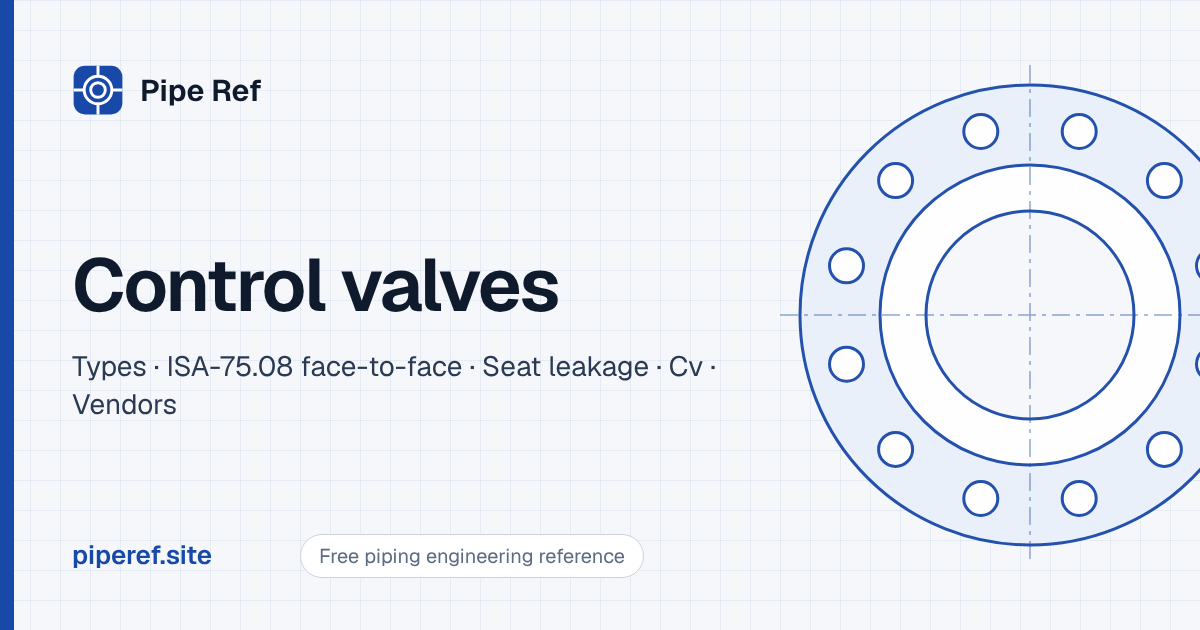 Pipe Ref
Control valves
Types · ISA-75.08 face-to-face · Seat leakage · Cv ·
Vendors
piperef.site
Free piping engineering reference